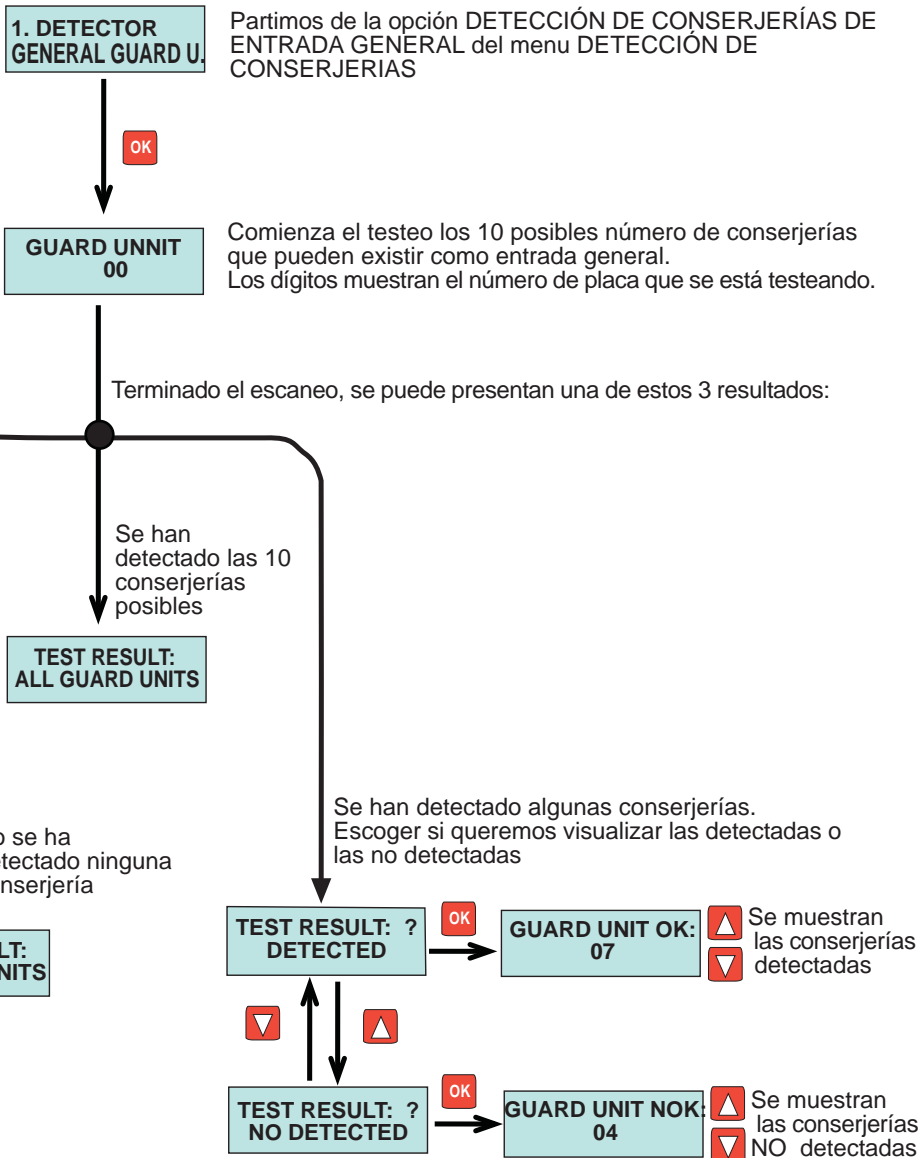 1. DETECTOR
GENERAL GUARD U.
Partimos de la opción DETECCIÓN DE CONSERJERÍAS DE
ENTRADA GENERAL del menu DETECCIÓN DE
CONSERJERIAS
OK
GUARD UNNIT
00
Comienza el testeo los 10 posibles número de conserjerías
que pueden existir como entrada general.
Los dígitos muestran el número de placa que se está testeando.
Terminado el escaneo, se puede presentan una de estos 3 resultados:
Se han
detectado las 10
conserjerías
posibles
TEST RESULT:
ALL GUARD UNITS
Se han detectado algunas conserjerías.
Escoger si queremos visualizar las detectadas o
las no detectadas
se ha
ninguna
TEST RESULT: ?
DETECTED
OK
GUARD UNIT OK:
07
Se muestran
las conserjerías
detectadas
TEST RESULT: ?
NO DETECTED
OK
GUARD UNIT NOK:
04
Se muestran
las conserjerías
NO detectadas